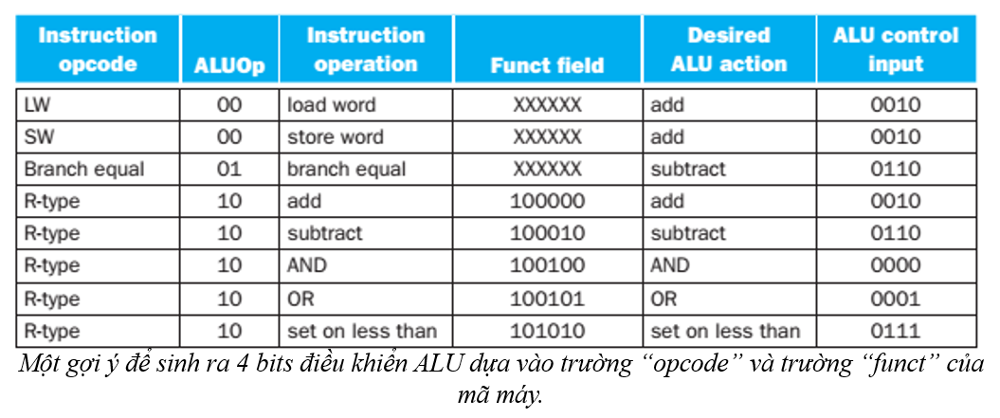 Instruction opcode ALUOp Instruction operation Funct field Desired ALU action ALU control input
LW 00 load word XXXXXX add 0010
SW 00 store word XXXXXX add 0010
Branch equal 01 branch equal XXXXXX subtract 0110
R-type 10 add 100000 add 0010
R-type 10 subtract 100010 subtract 0110
R-type 10 AND 100100 AND 0000
R-type 10 OR 100101 OR 0001
R-type 10 set on less than 101010 set on less than 0111
Một gợi ý để sinh ra 4 bits điều khiển ALU dựa vào trường “opcode” và trường “funct” của
mã máy.